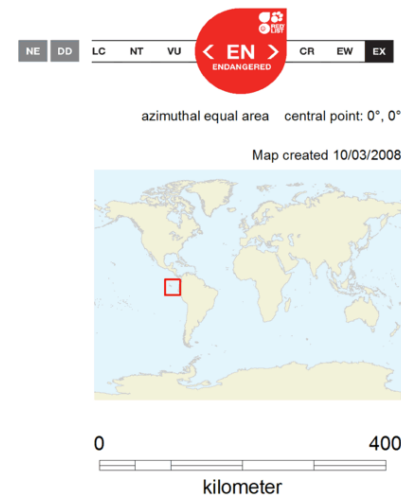 NE DD LC NT VU < EN > CR EW EX
ENDANGERED
azimuthal equal area central point: 0°, 0°
Map created 10/03/2008
0 400
kilometer